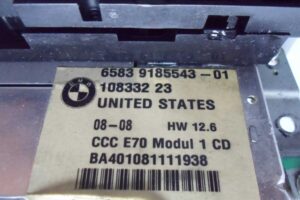 6583 9185543-01
108332 23
UNITED STATES
08-08 HW 12.6
CCC E70 Modul 1 CD
BA401081111938